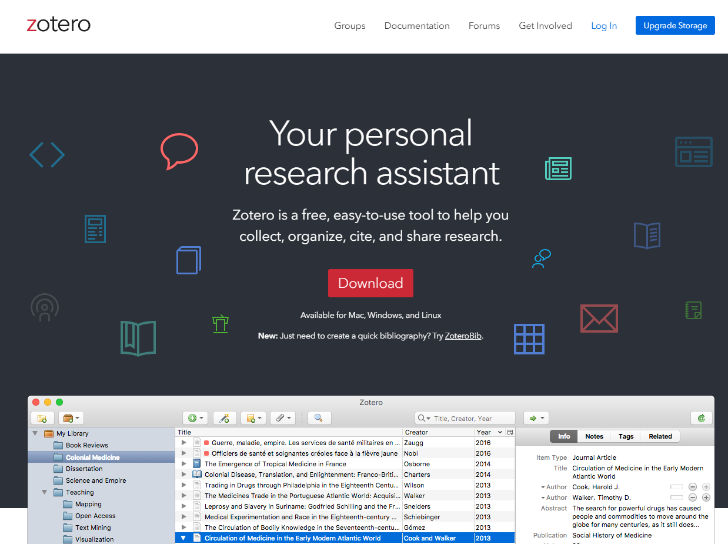 zotero
Groups
Documentation
Forums
Get Involved
Log In
Upgrade Storage
Your personal
research assistant
Zotero is a free, easy-to-use tool to help you
collect, organize, cite, and share research.
Download
Available for Mac, Windows, and Linux
New: Just need to create a quick bibliography? Try ZoteroBib.
Zotero
Title, Creator, Year
My Library
Book Reviews
Colonial Medicine
Dissertation
Science and Empire
Teaching
Mapping
Open Access
Text Mining
Visualization
Title Creator Year
Guerre, maladie, empire. Les services de santé militaires en ... Zaugg 2016
Officiers de santé et soignantes créoles face à la fièvre jaune Nobi 2016
The Emergence of Tropical Medicine in France Osborne 2014
Colonial Disease, Translation, and Enlightenment: Franco-Briti... Charters 2014
Trading in Drugs through Philadelphia in the Eighteenth Centu... Wilson 2013
The Medicines Trade in the Portuguese Atlantic World: Acquisi... Walker 2013
Leprosy and Slavery in Suriname: Godfried Schilling and the Fr... Snelders 2013
Medical Experimentation and Race in the Eighteenth-century ... Schiebinger 2013
The Circulation of Bodily Knowledge in the Seventeenth-centu... Gómez 2013
Circulation of Medicine in the Early Modern Atlantic World Cook and Walker 2013
Info Notes Tags Related
Item Type Journal Article
Title Circulation of Medicine in the Early Modern
Atlantic World
Author Cook, Harold J.
Author Walker, Timothy D.
Abstract The search for powerful drugs has caused
people and commodities to move around the
globe for many centuries, as it still does...
Publication Social History of Medicine